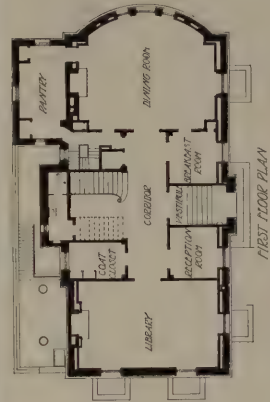 PANTRY
DINING ROOM
BREAKFAST
ROOM
VESTIBULE
CORRIDOR
COAT
CLOSET
RECEPTION
ROOM
LIBRARY
FIRST FLOOR PLAN